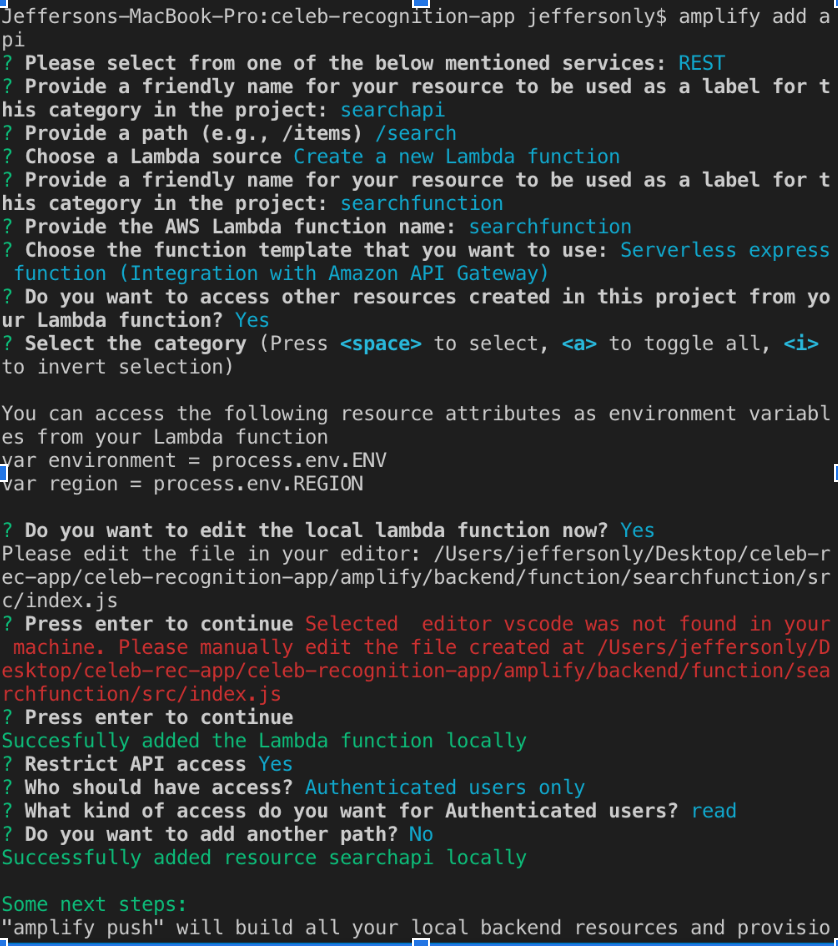 Jeffersons-MacBook-Pro:celeb-recognition-app jeffersonly$ amplify add a
pi
? Please select from one of the below mentioned services: REST
? Provide a friendly name for your resource to be used as a label for t
his category in the project: searchapi
? Provide a path (e.g., /items) /search
? Choose a Lambda source Create a new Lambda function
? Provide a friendly name for your resource to be used as a label for t
his category in the project: searchfunction
? Provide the AWS Lambda function name: searchfunction
? Choose the function template that you want to use: Serverless express
 function (Integration with Amazon API Gateway)
? Do you want to access other resources created in this project from yo
ur Lambda function? Yes
? Select the category (Press <space> to select, <a> to toggle all, <i>
to invert selection)
You can access the following resource attributes as environment variabl
es from your Lambda function
var environment = process.env.ENV
var region = process.env.REGION
? Do you want to edit the local lambda function now? Yes
Please edit the file in your editor: /Users/jeffersonly/Desktop/celeb-r
ec-app/celeb-recognition-app/amplify/backend/function/searchfunction/sr
c/index.js
? Press enter to continue Selected  editor vscode was not found in your
 machine. Please manually edit the file created at /Users/jeffersonly/D
esktop/celeb-rec-app/celeb-recognition-app/amplify/backend/function/sea
rchfunction/src/index.js
? Press enter to continue
Succesfully added the Lambda function locally
? Restrict API access Yes
? Who should have access? Authenticated users only
? What kind of access do you want for Authenticated users? read
? Do you want to add another path? No
Successfully added resource searchapi locally
Some next steps:
"amplify push" will build all your local backend resources and provisio